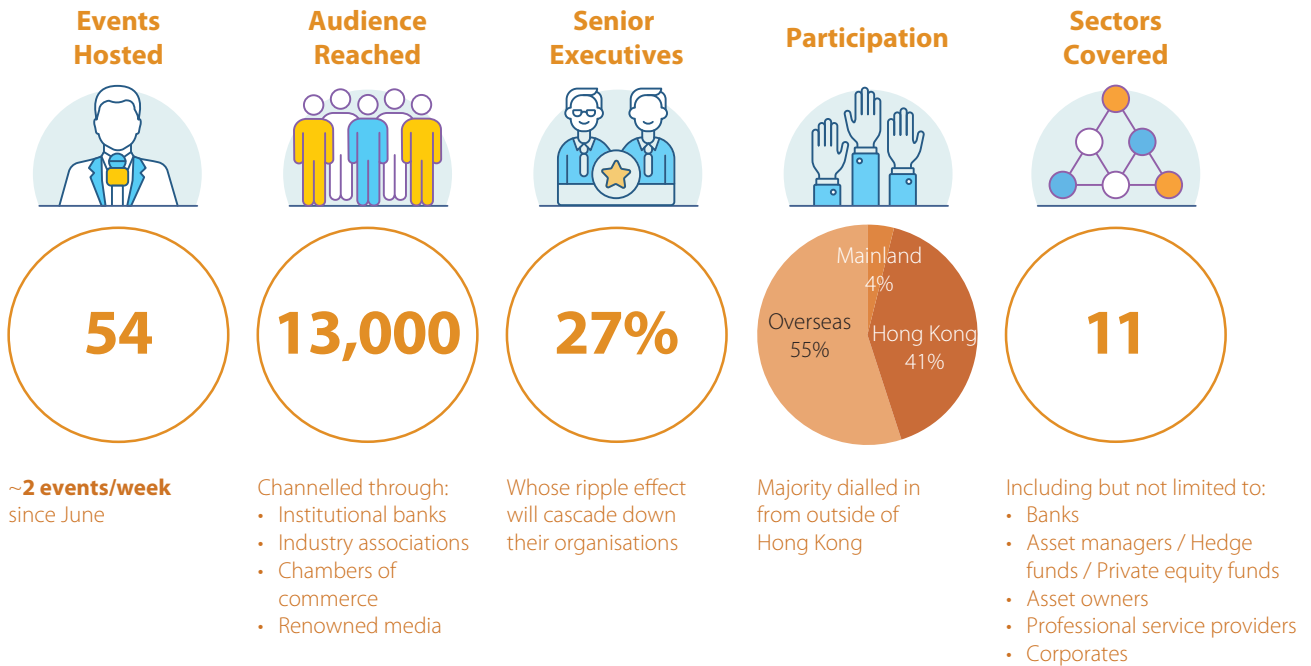 Events
Hosted
54
~2 events/week
since June
Audience
Reached
13,000
Channelled through:
• Institutional banks
• Industry associations
• Chambers of
commerce
• Renowned media
Senior
Executives
27%
Whose ripple effect
will cascade down
their organisations
Participation
Mainland
4%
Overseas
55%
Hong Kong
41%
Majority dialled in
from outside of
Hong Kong
Sectors
Covered
11
Including but not limited to:
• Banks
• Asset managers / Hedge
funds / Private equity funds
• Asset owners
• Professional service providers
• Corporates